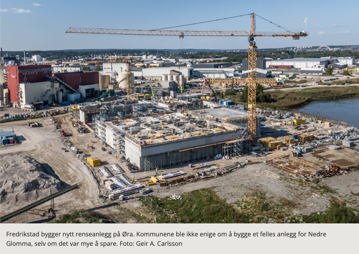 Fredrikstad bygger nytt renseanlegg på Øra. Kommunene ble ikke enige om å bygge et felles anlegg for Nedre
Glomma, selv om det var mye å spare. Foto: Geir A. Carlsson